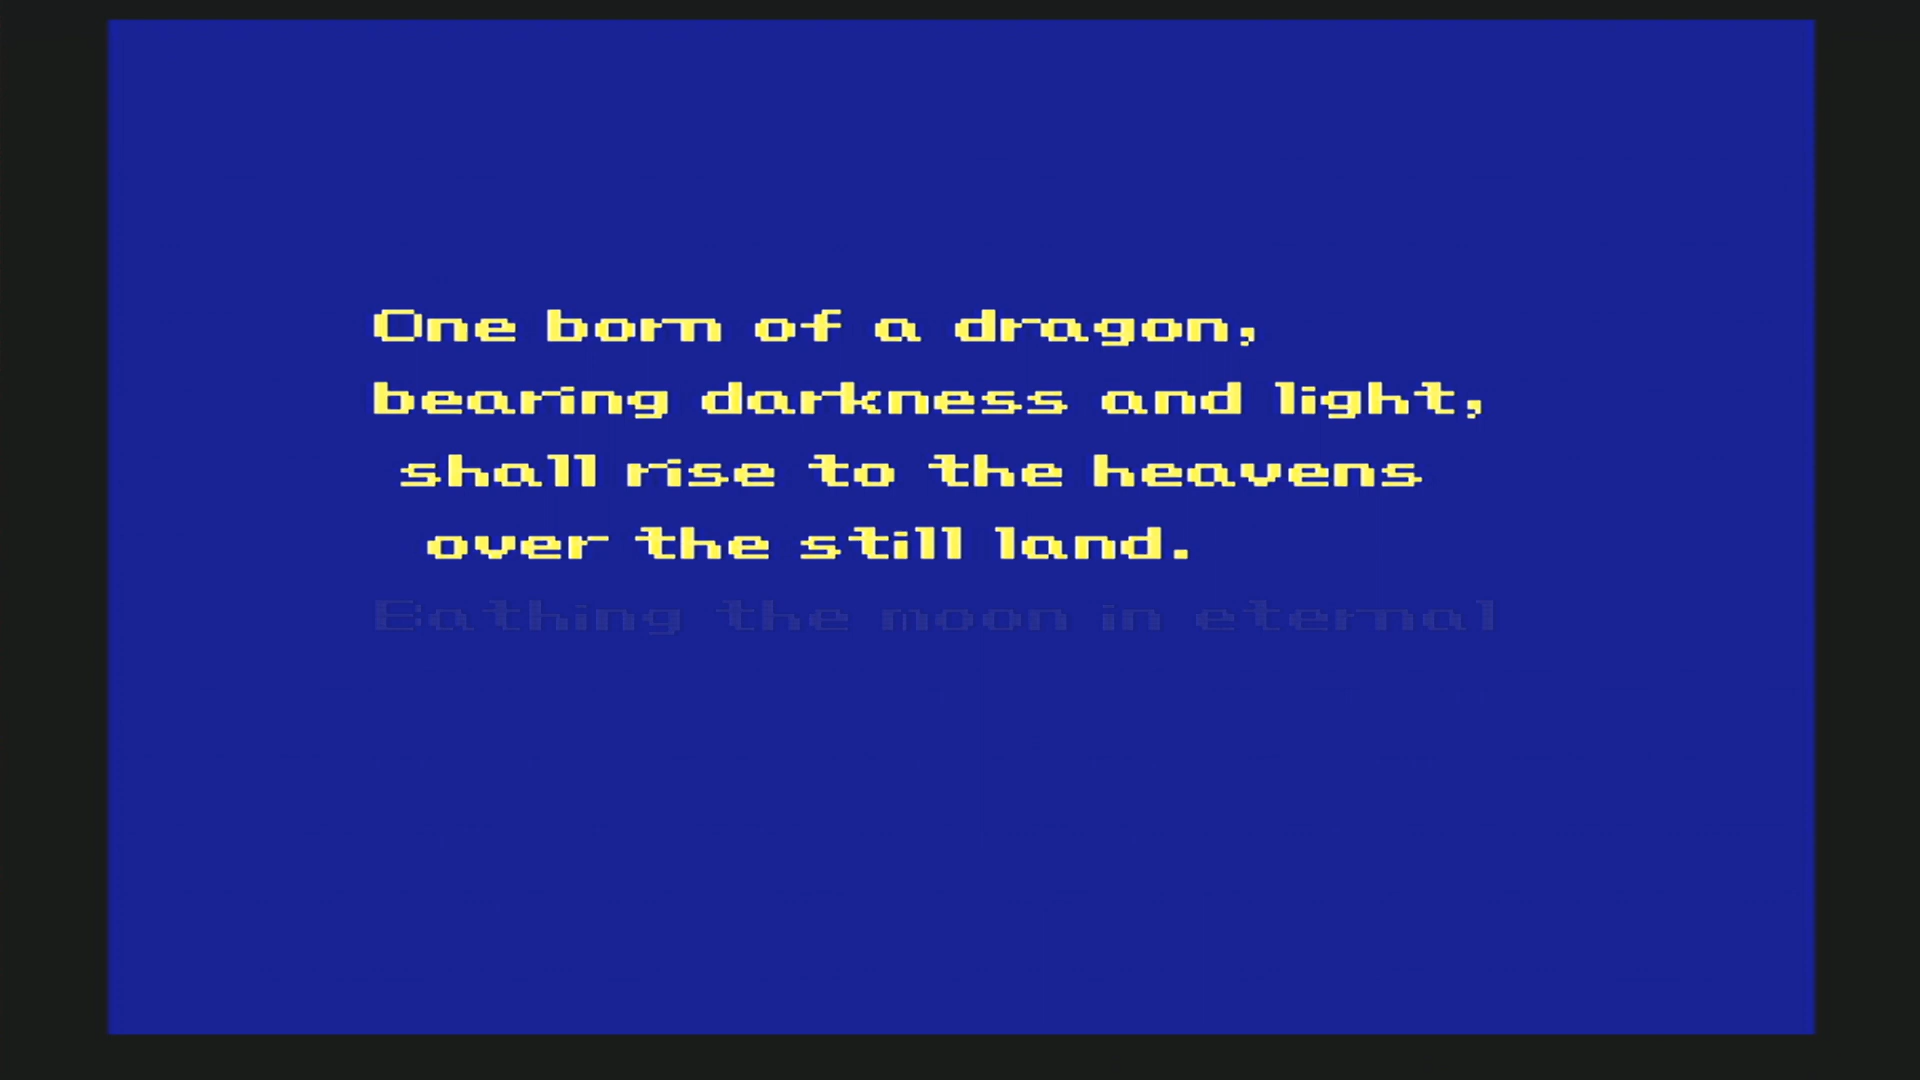 One born of a dragon,
bearing darkness and light,
shall rise to the heavens
over the still land.
Bathing the moon in eternal